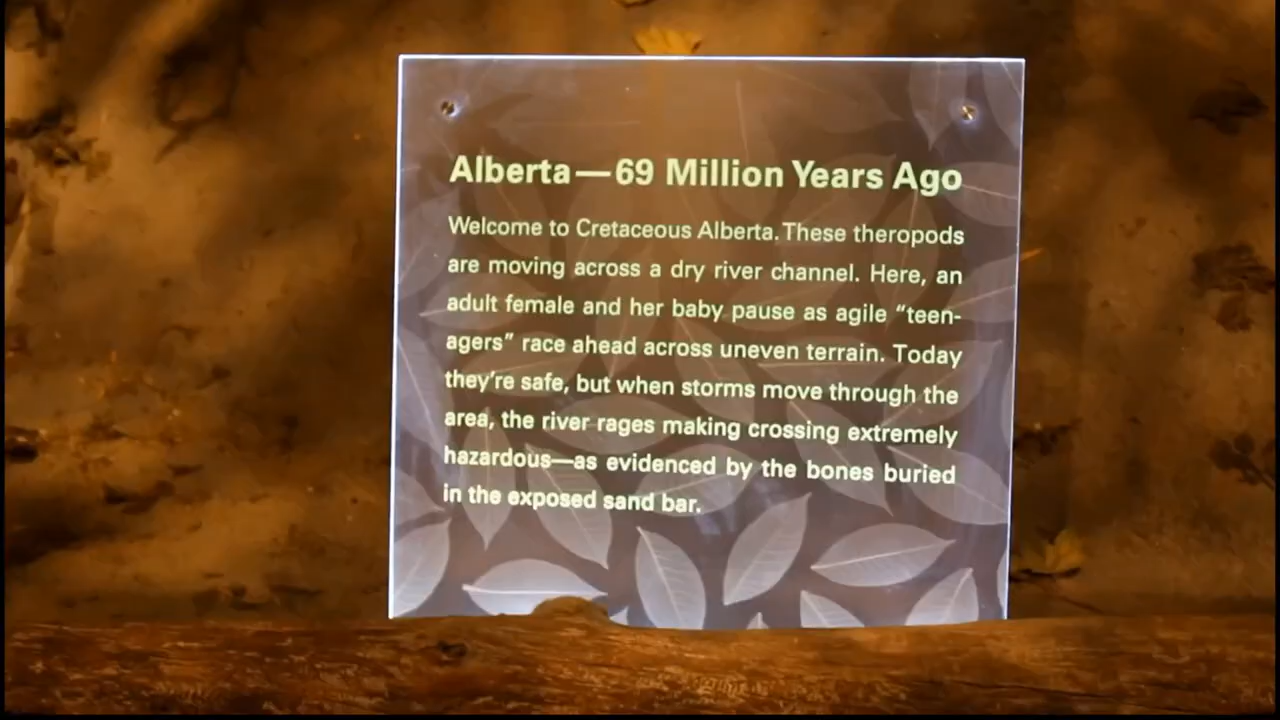 Alberta—69 Million Years Ago
Welcome to Cretaceous Alberta. These theropods
are moving across a dry river channel. Here, an
adult female and her baby pause as agile “teen-
agers” race ahead across uneven terrain. Today
they’re safe, but when storms move through the
area, the river rages making crossing extremely
hazardous—as evidenced by the bones buried
in the exposed sand bar.